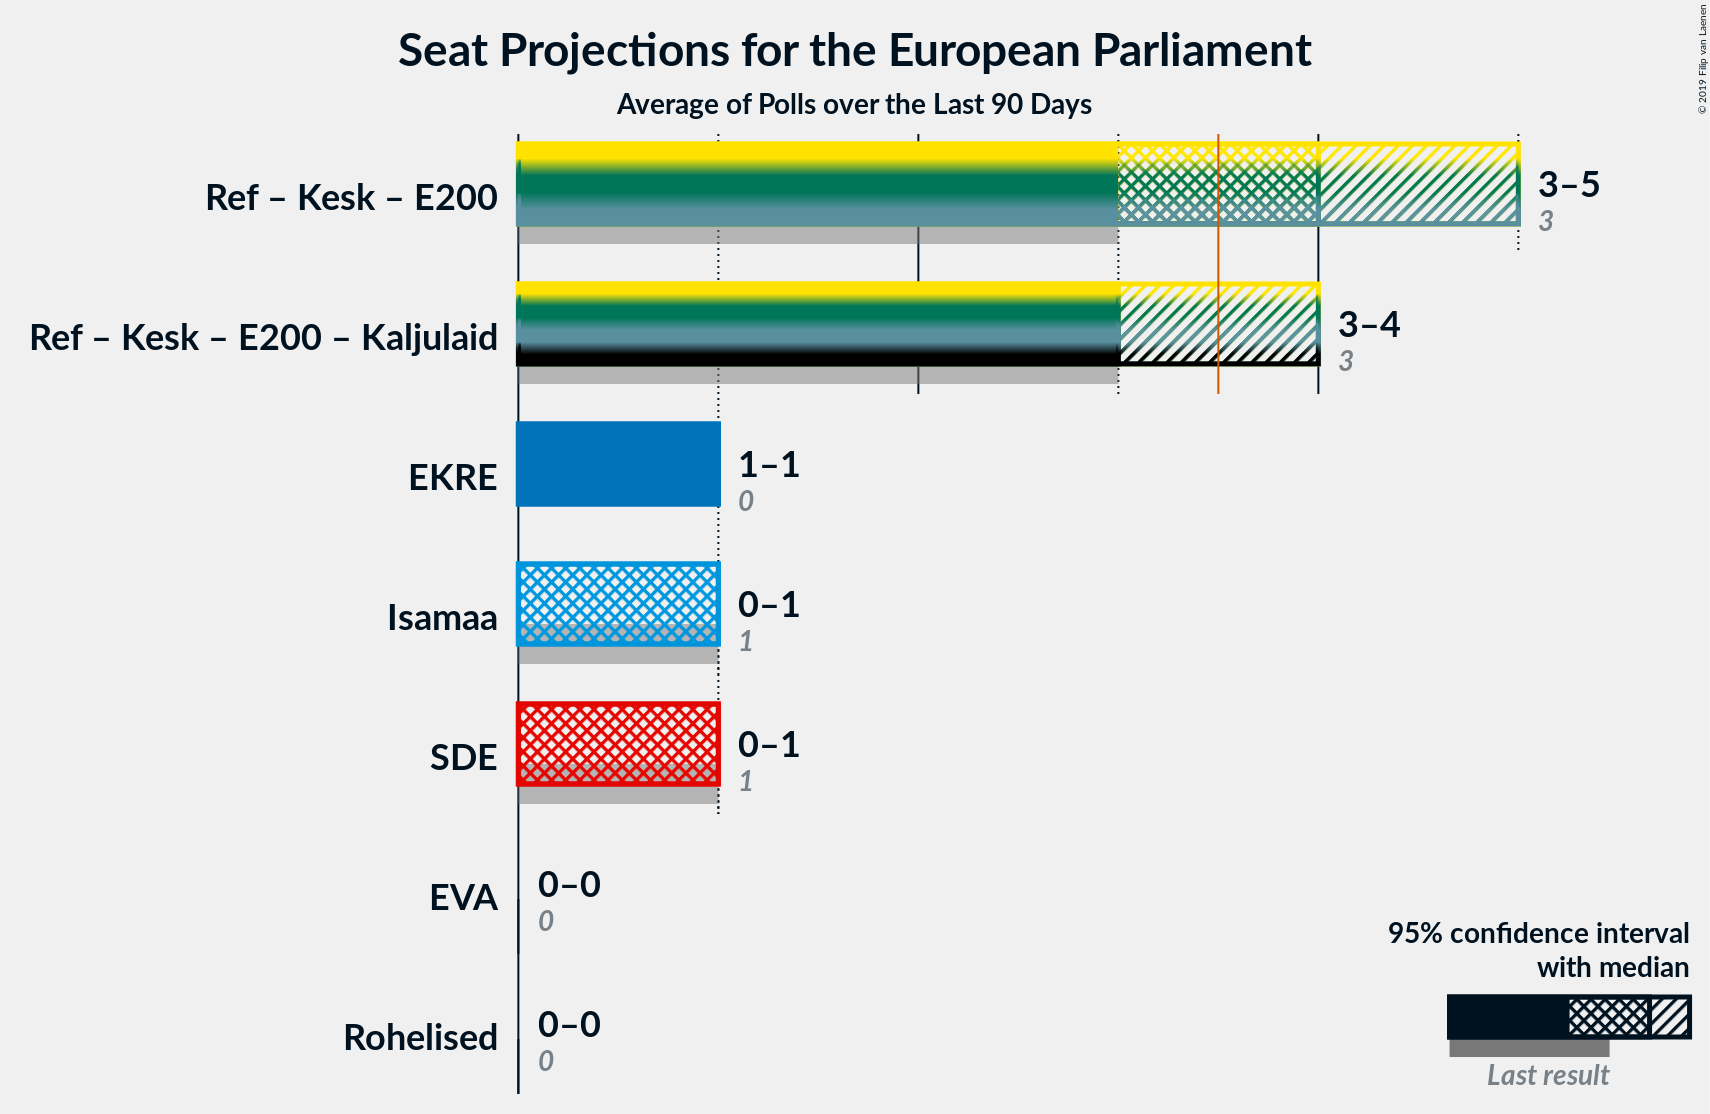 Seat Projections for the European Parliament
Average of Polls over the Last 90 Days
© 2019 Filip van Laenen
Ref – Kesk – E200
3–5
3
Ref – Kesk – E200 – Kaljulaid
3–4
3
EKRE
1–1
0
Isamaa
0–1
1
SDE
0–1
1
EVA
0–0
0
Rohelised
0–0
0
95% confidence interval
with median
Last result